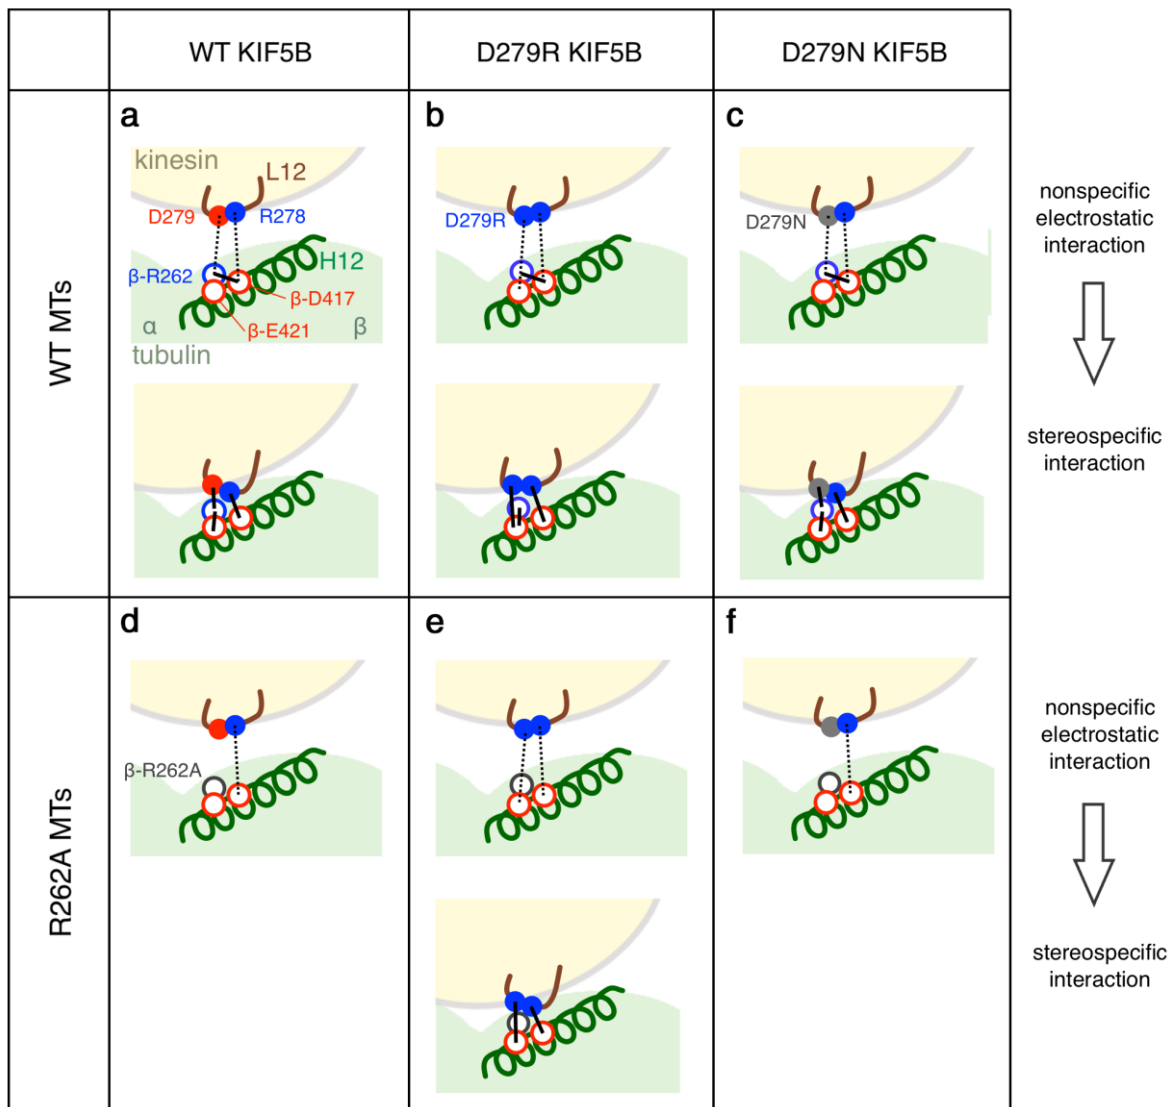 WT KIF5B
D279R KIF5B
D279N KIF5B
WT MTs
a
kinesin
L12
D279
R278
β-R262
H12
β-D417
β-E421
α
β
tubulin
b
D279R
c
D279N
nonspecific
electrostatic
interaction
stereospecific
interaction
R262A MTs
d
β-R262A
e
f
nonspecific
electrostatic
interaction
stereospecific
interaction